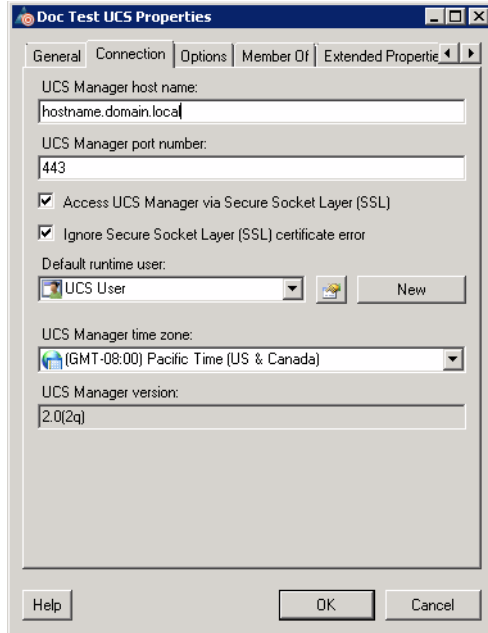 Doc Test UCS Properties
General Connection Options Member Of Extended Propertie
UCS Manager host name:
hostname.domain.local
UCS Manager port number:
443
Access UCS Manager via Secure Socket Layer (SSL)
Ignore Secure Socket Layer (SSL) certificate error
Default runtime user:
UCS User New
UCS Manager time zone:
(GMT-08:00) Pacific Time (US & Canada)
UCS Manager version:
2.0(2q)
Help OK Cancel